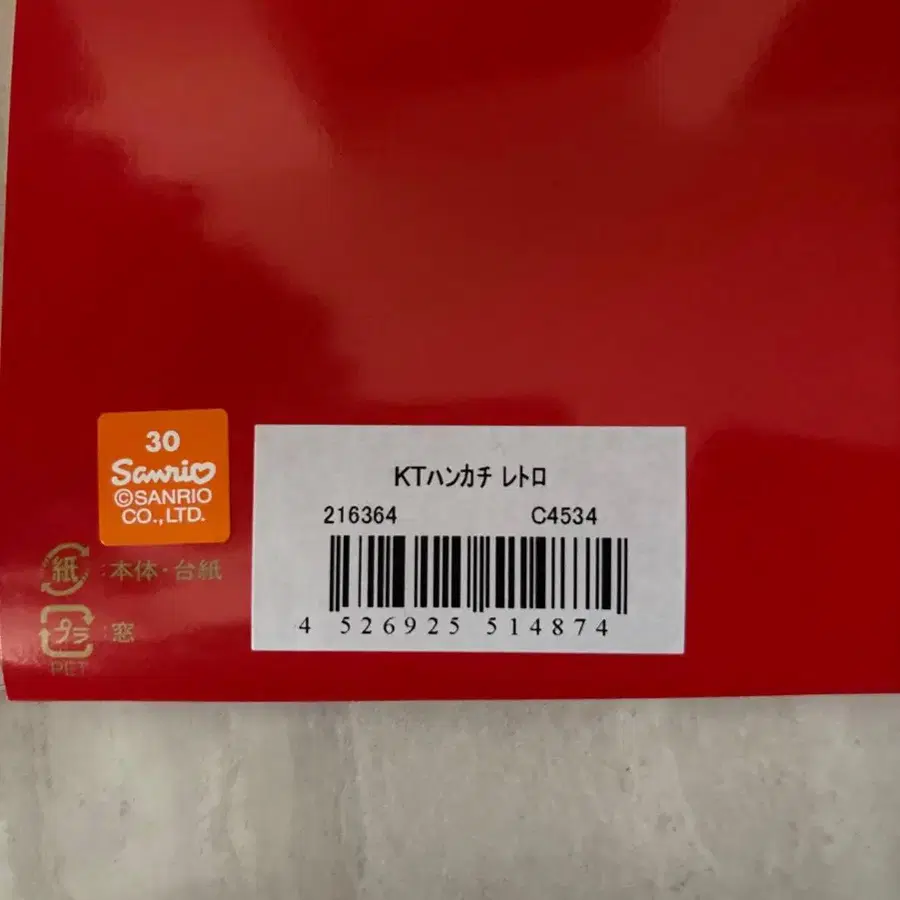 30
Sanrio
©SANRIO
CO.,LTD.
紙:本体・台紙
プラ:窓
PET
KTハンカチ レトロ
216364 C4534
4 526925 514874